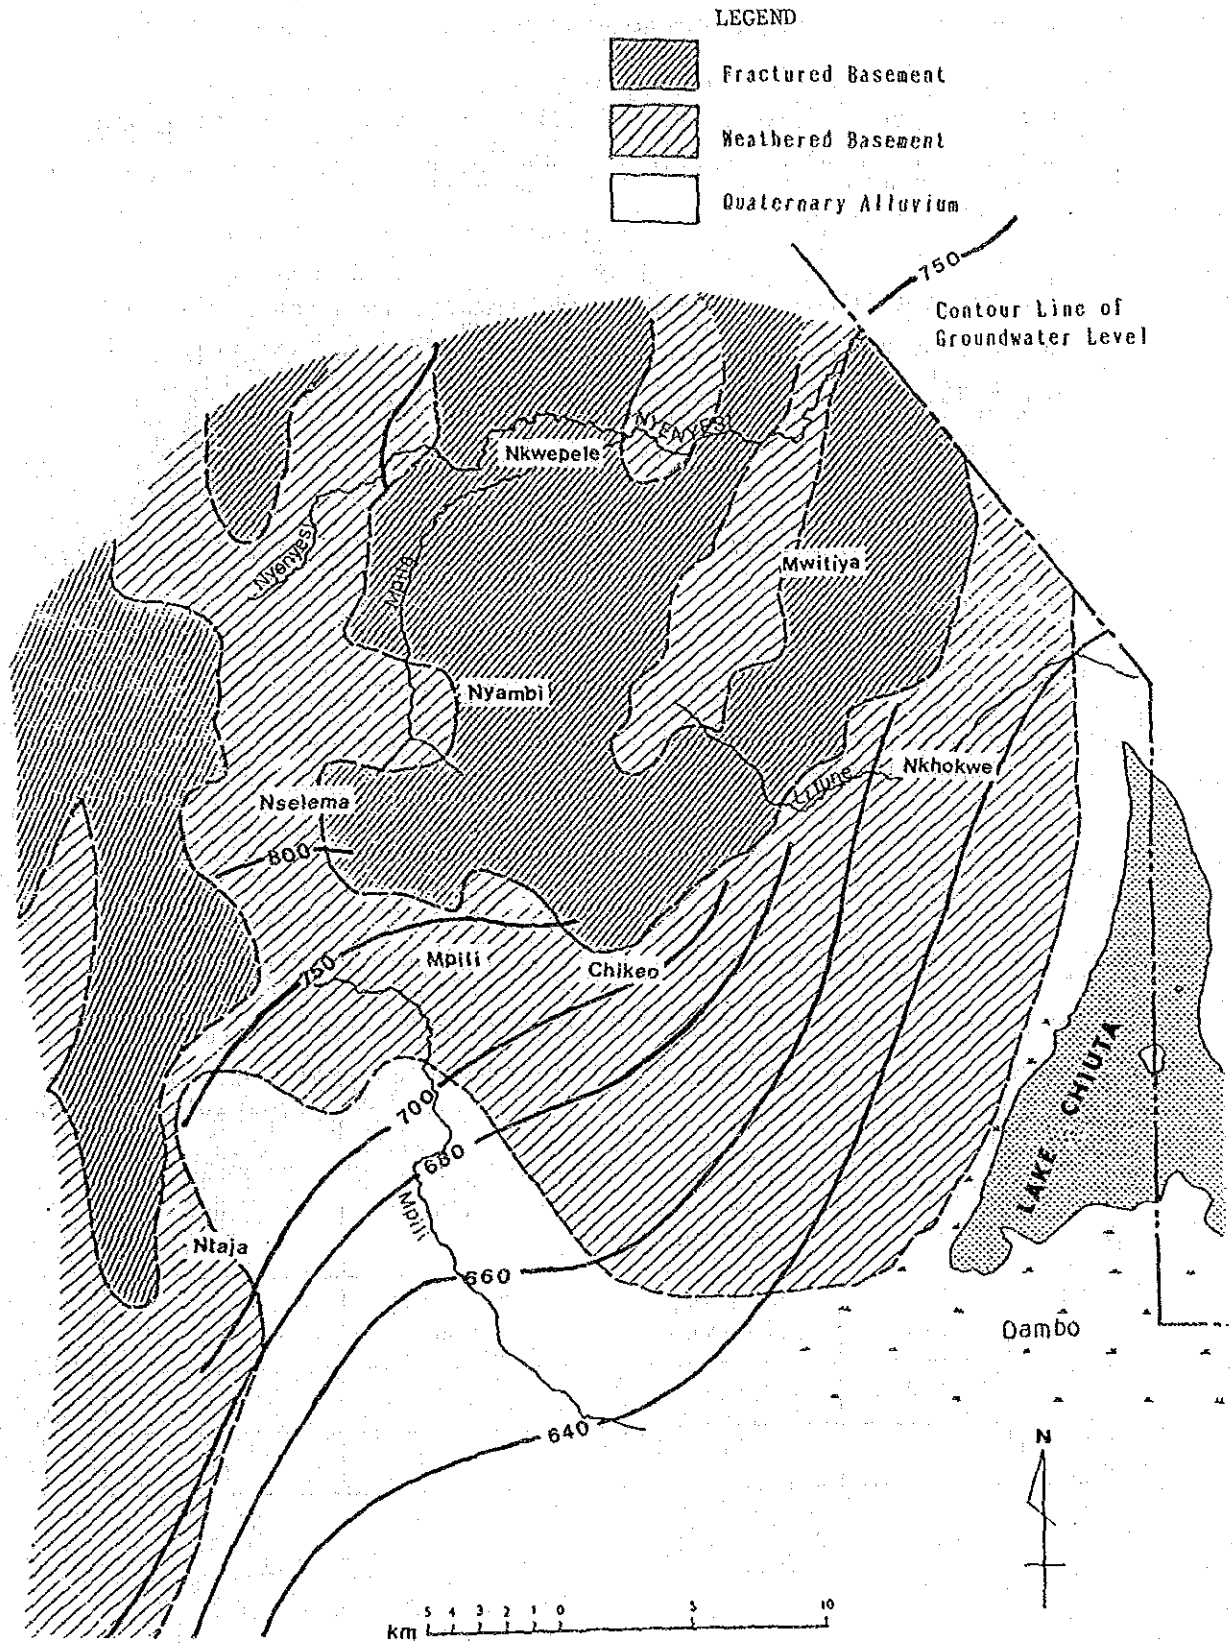 LEGEND
Fractured Basement
Weathered Basement
Quaternary Alluvium
750
Contour Line of
Groundwater Level
NYENYESI
Nkwepele
Nyenyesi
Mpili
Mwitiya
Nyambi
Nkhokwe
Nselema
800
Mpili
Chikeo
750
LAKE CHIUTA
700
680
Mpili
Ntaja
660
Dambo
640
N
km 5 4 3 2 1 0 5 10